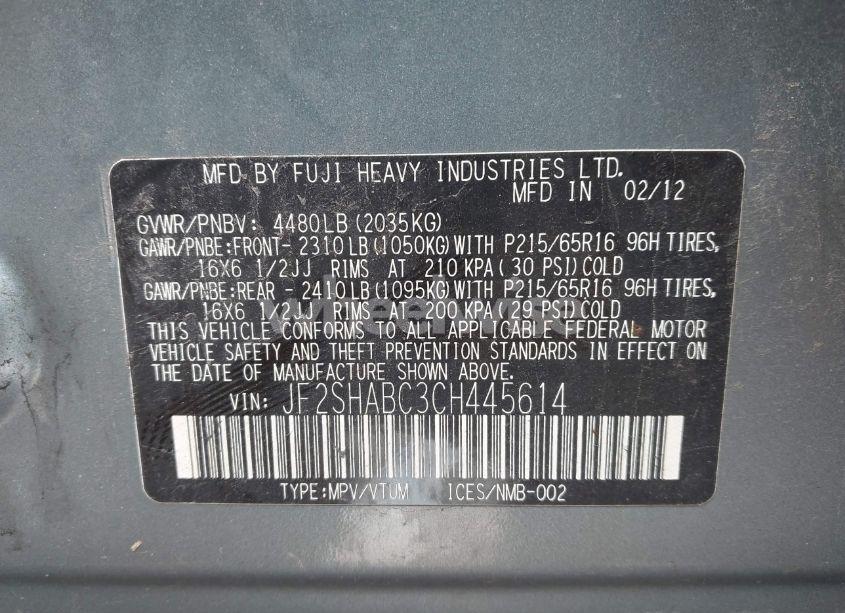 MFD BY FUJI HEAVY INDUSTRIES LTD.
MFD IN 02/12
GVWR/PNBV: 4480LB (2035KG)
GAWR/PNBE:FRONT- 2310LB (1050KG) WITH P215/65R16 96H TIRES,
16X6 1/2JJ RIMS AT 210 KPA (30 PSI) COLD
GAWR/PNBE:REAR - 2410LB (1095KG) WITH P215/65R16 96H TIRES,
16X6 1/2JJ RIMS AT 200 KPA (29 PSI) COLD
THIS VEHICLE CONFORMS TO ALL APPLICABLE FEDERAL MOTOR
VEHICLE SAFETY AND THEFT PREVENTION STANDARDS IN EFFECT ON
THE DATE OF MANUFACTURE SHOWN ABOVE.
VIN: JF2SHABC3CH445614
TYPE:MPV/VTUM ICES/NMB-002